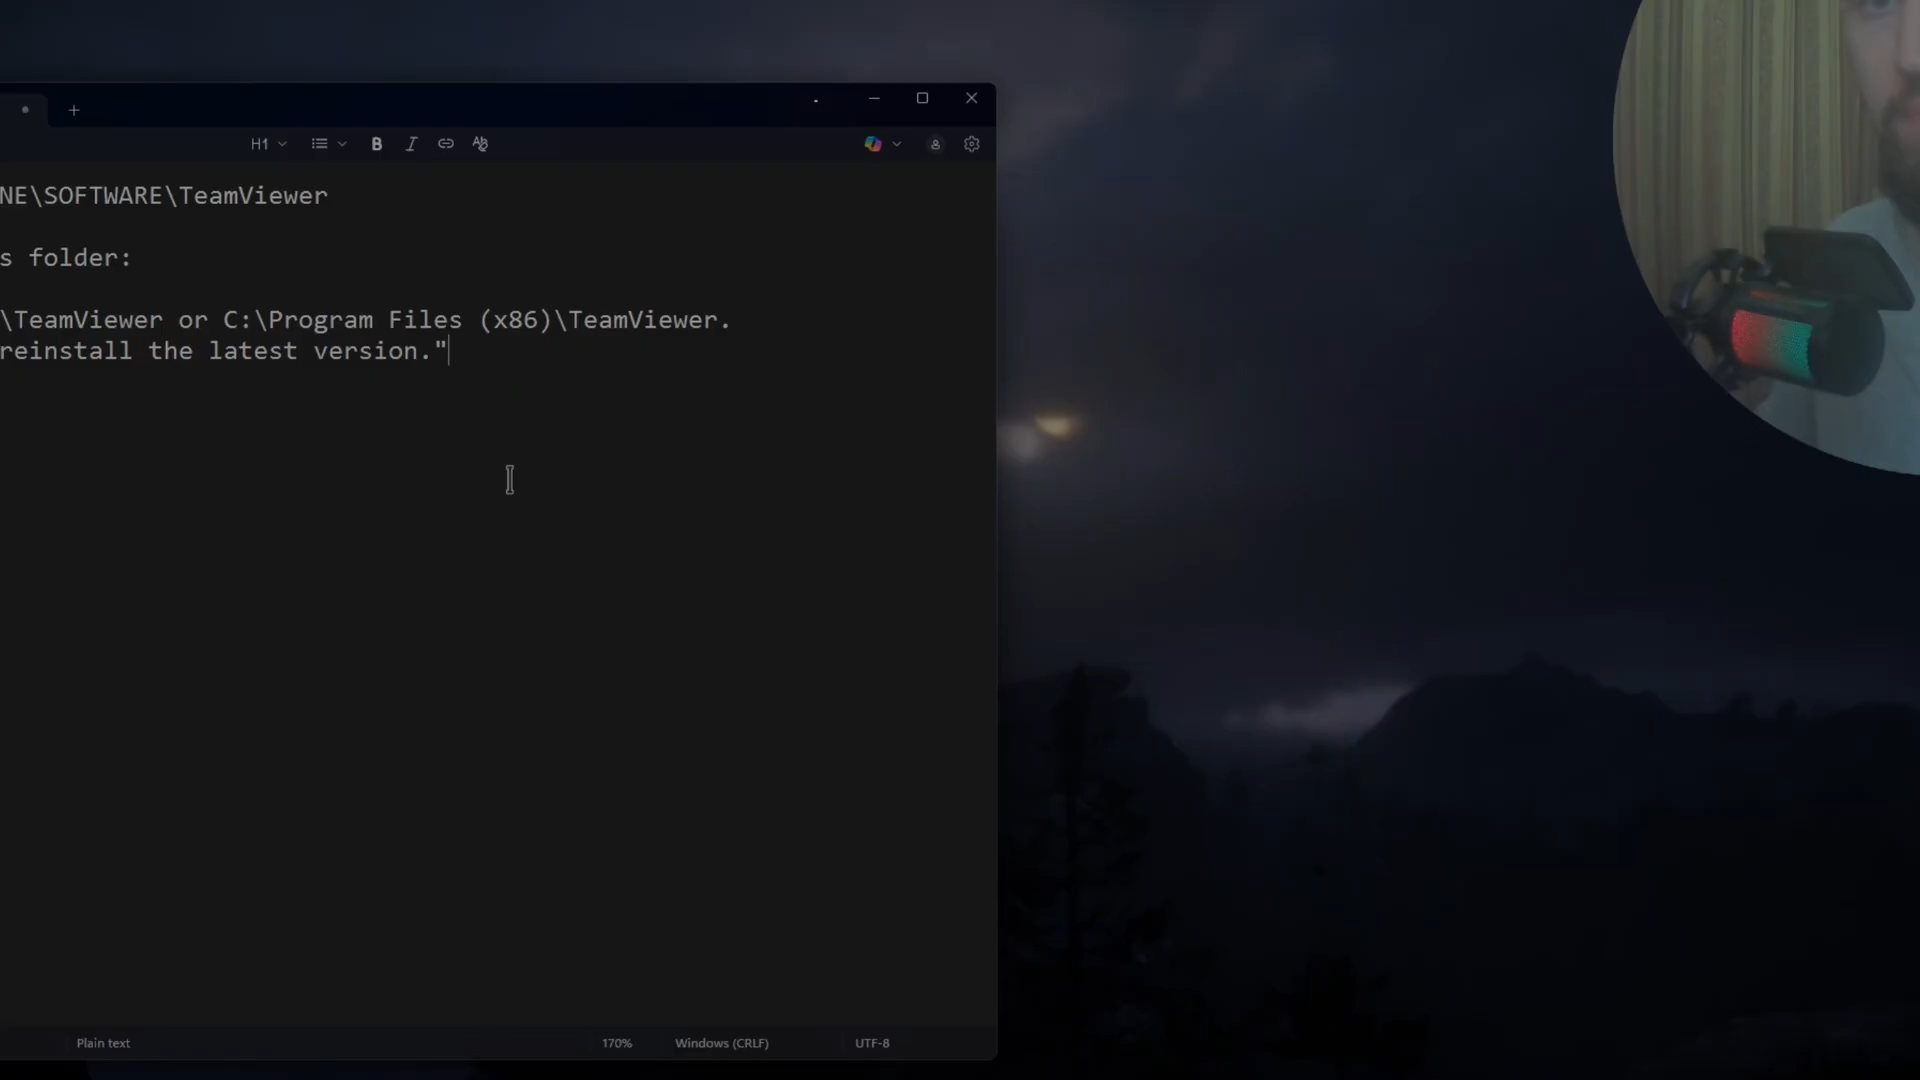 H1
B
I
NE\SOFTWARE\TeamViewer
s folder:
\TeamViewer or C:\Program Files (x86)\TeamViewer.
reinstall the latest version."
Plain text
170%
Windows (CRLF)
UTF-8